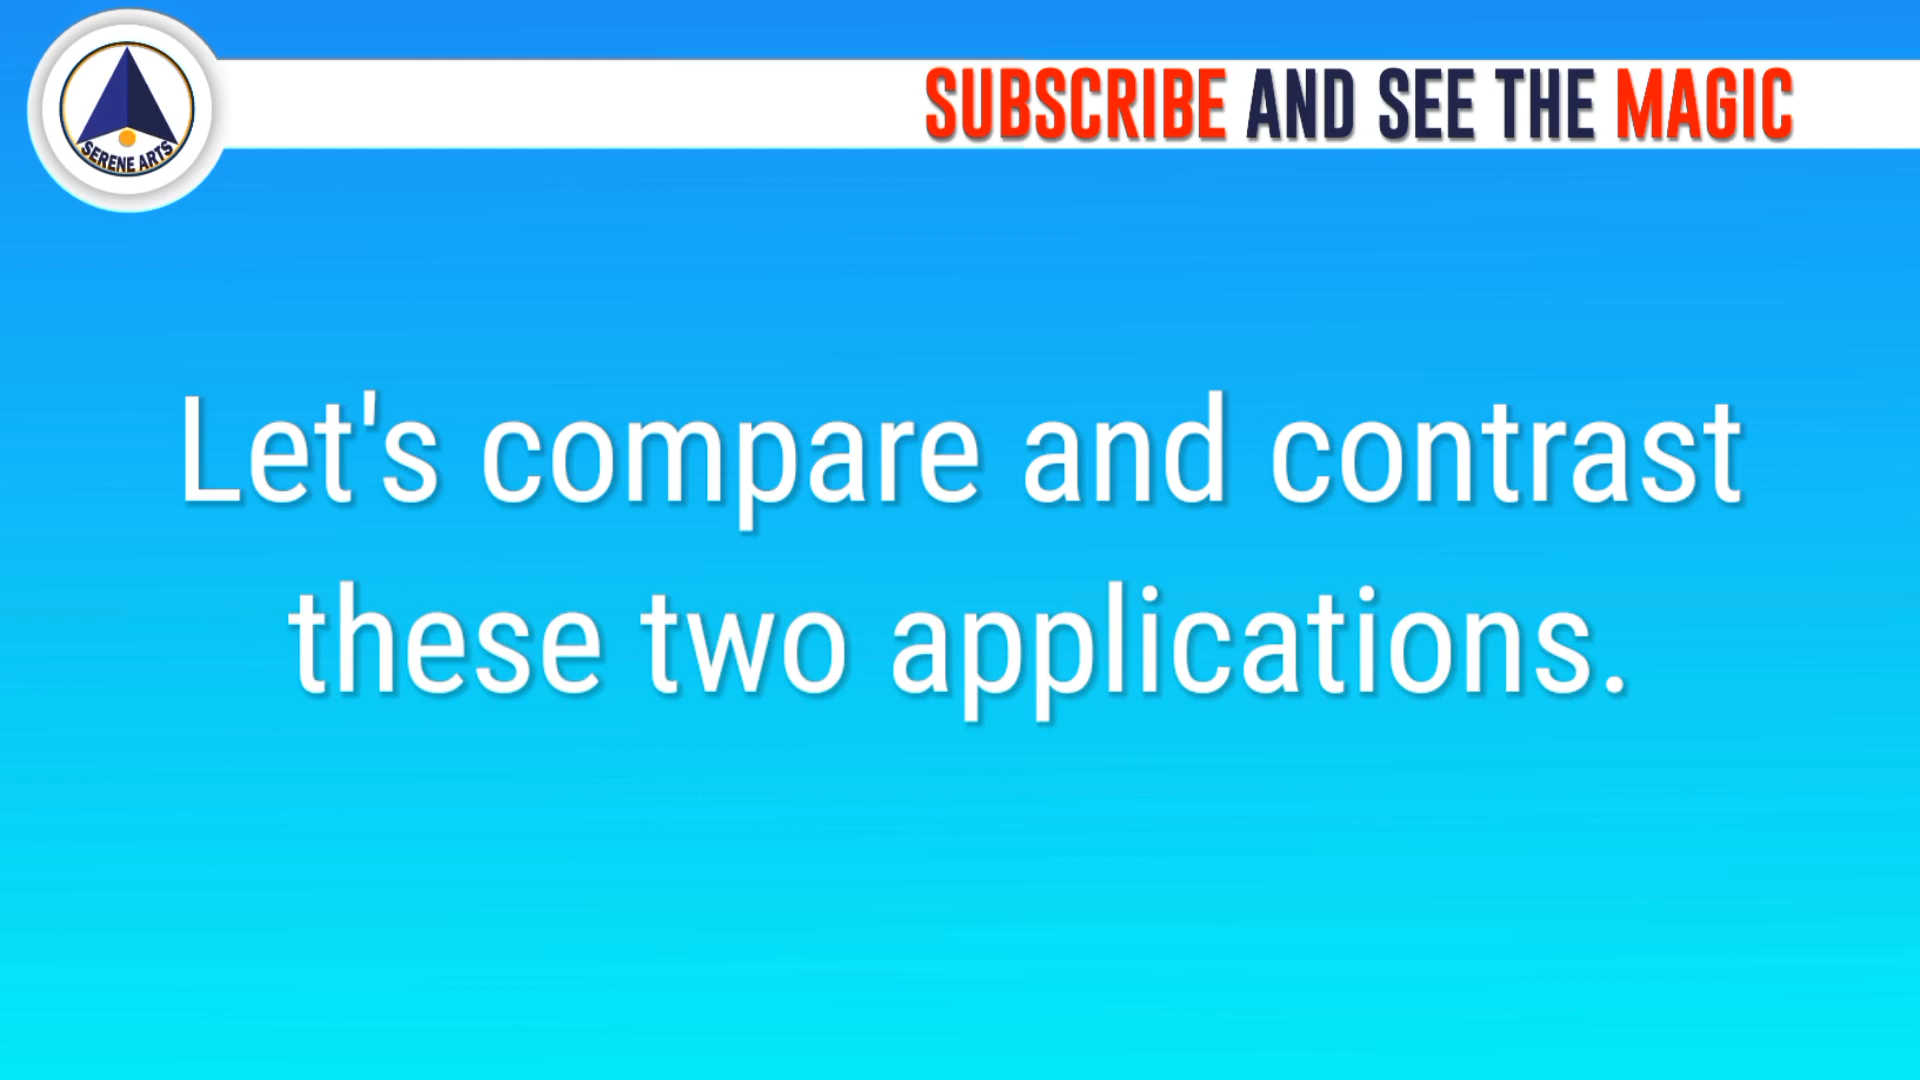 SUBSCRIBE AND SEE THE MAGIC
SERENE ARTS
Let's compare and contrast
these two applications.